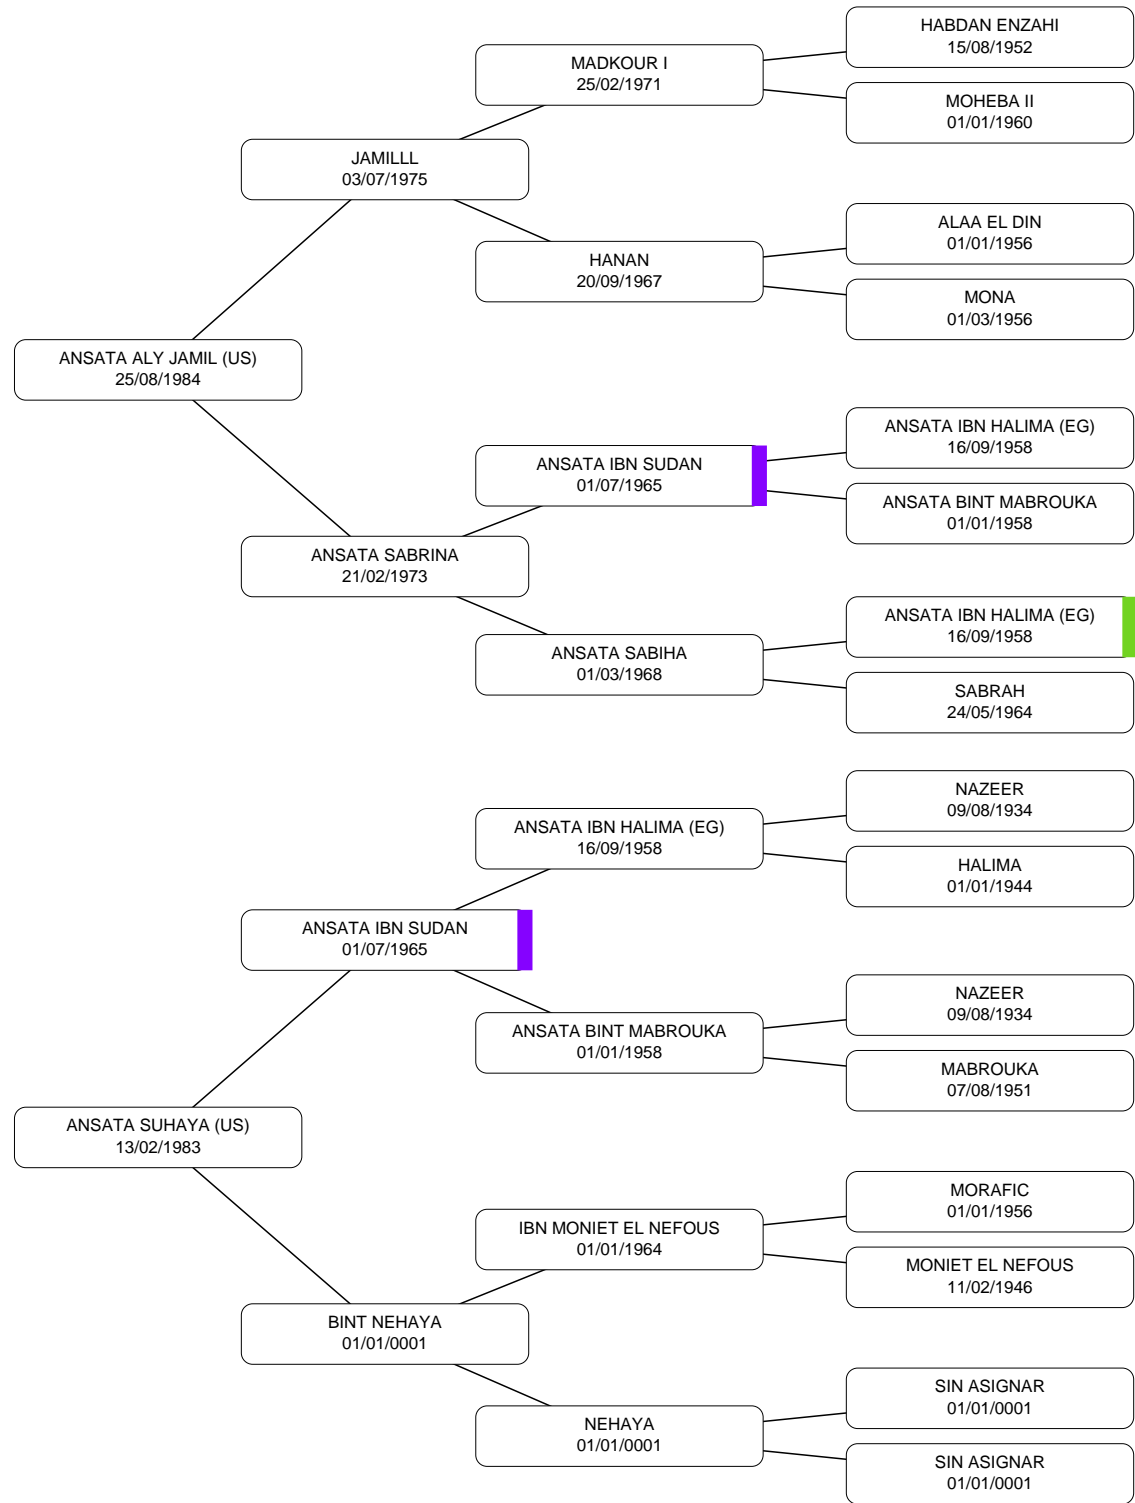 HABDAN ENZAHI
15/08/1952
MADKOUR I
25/02/1971
MOHEBA II
01/01/1960
JAMILLL
03/07/1975
ALAA EL DIN
01/01/1956
HANAN
20/09/1967
MONA
01/03/1956
ANSATA ALY JAMIL (US)
25/08/1984
ANSATA IBN HALIMA (EG)
16/09/1958
ANSATA IBN SUDAN
01/07/1965
ANSATA BINT MABROUKA
01/01/1958
ANSATA SABRINA
21/02/1973
ANSATA IBN HALIMA (EG)
16/09/1958
ANSATA SABIHA
01/03/1968
SABRAH
24/05/1964
NAZEER
09/08/1934
ANSATA IBN HALIMA (EG)
16/09/1958
HALIMA
01/01/1944
ANSATA IBN SUDAN
01/07/1965
NAZEER
09/08/1934
ANSATA BINT MABROUKA
01/01/1958
MABROUKA
07/08/1951
ANSATA SUHAYA (US)
13/02/1983
MORAFIC
01/01/1956
IBN MONIET EL NEFOUS
01/01/1964
MONIET EL NEFOUS
11/02/1946
BINT NEHAYA
01/01/0001
SIN ASIGNAR
01/01/0001
NEHAYA
01/01/0001
SIN ASIGNAR
01/01/0001